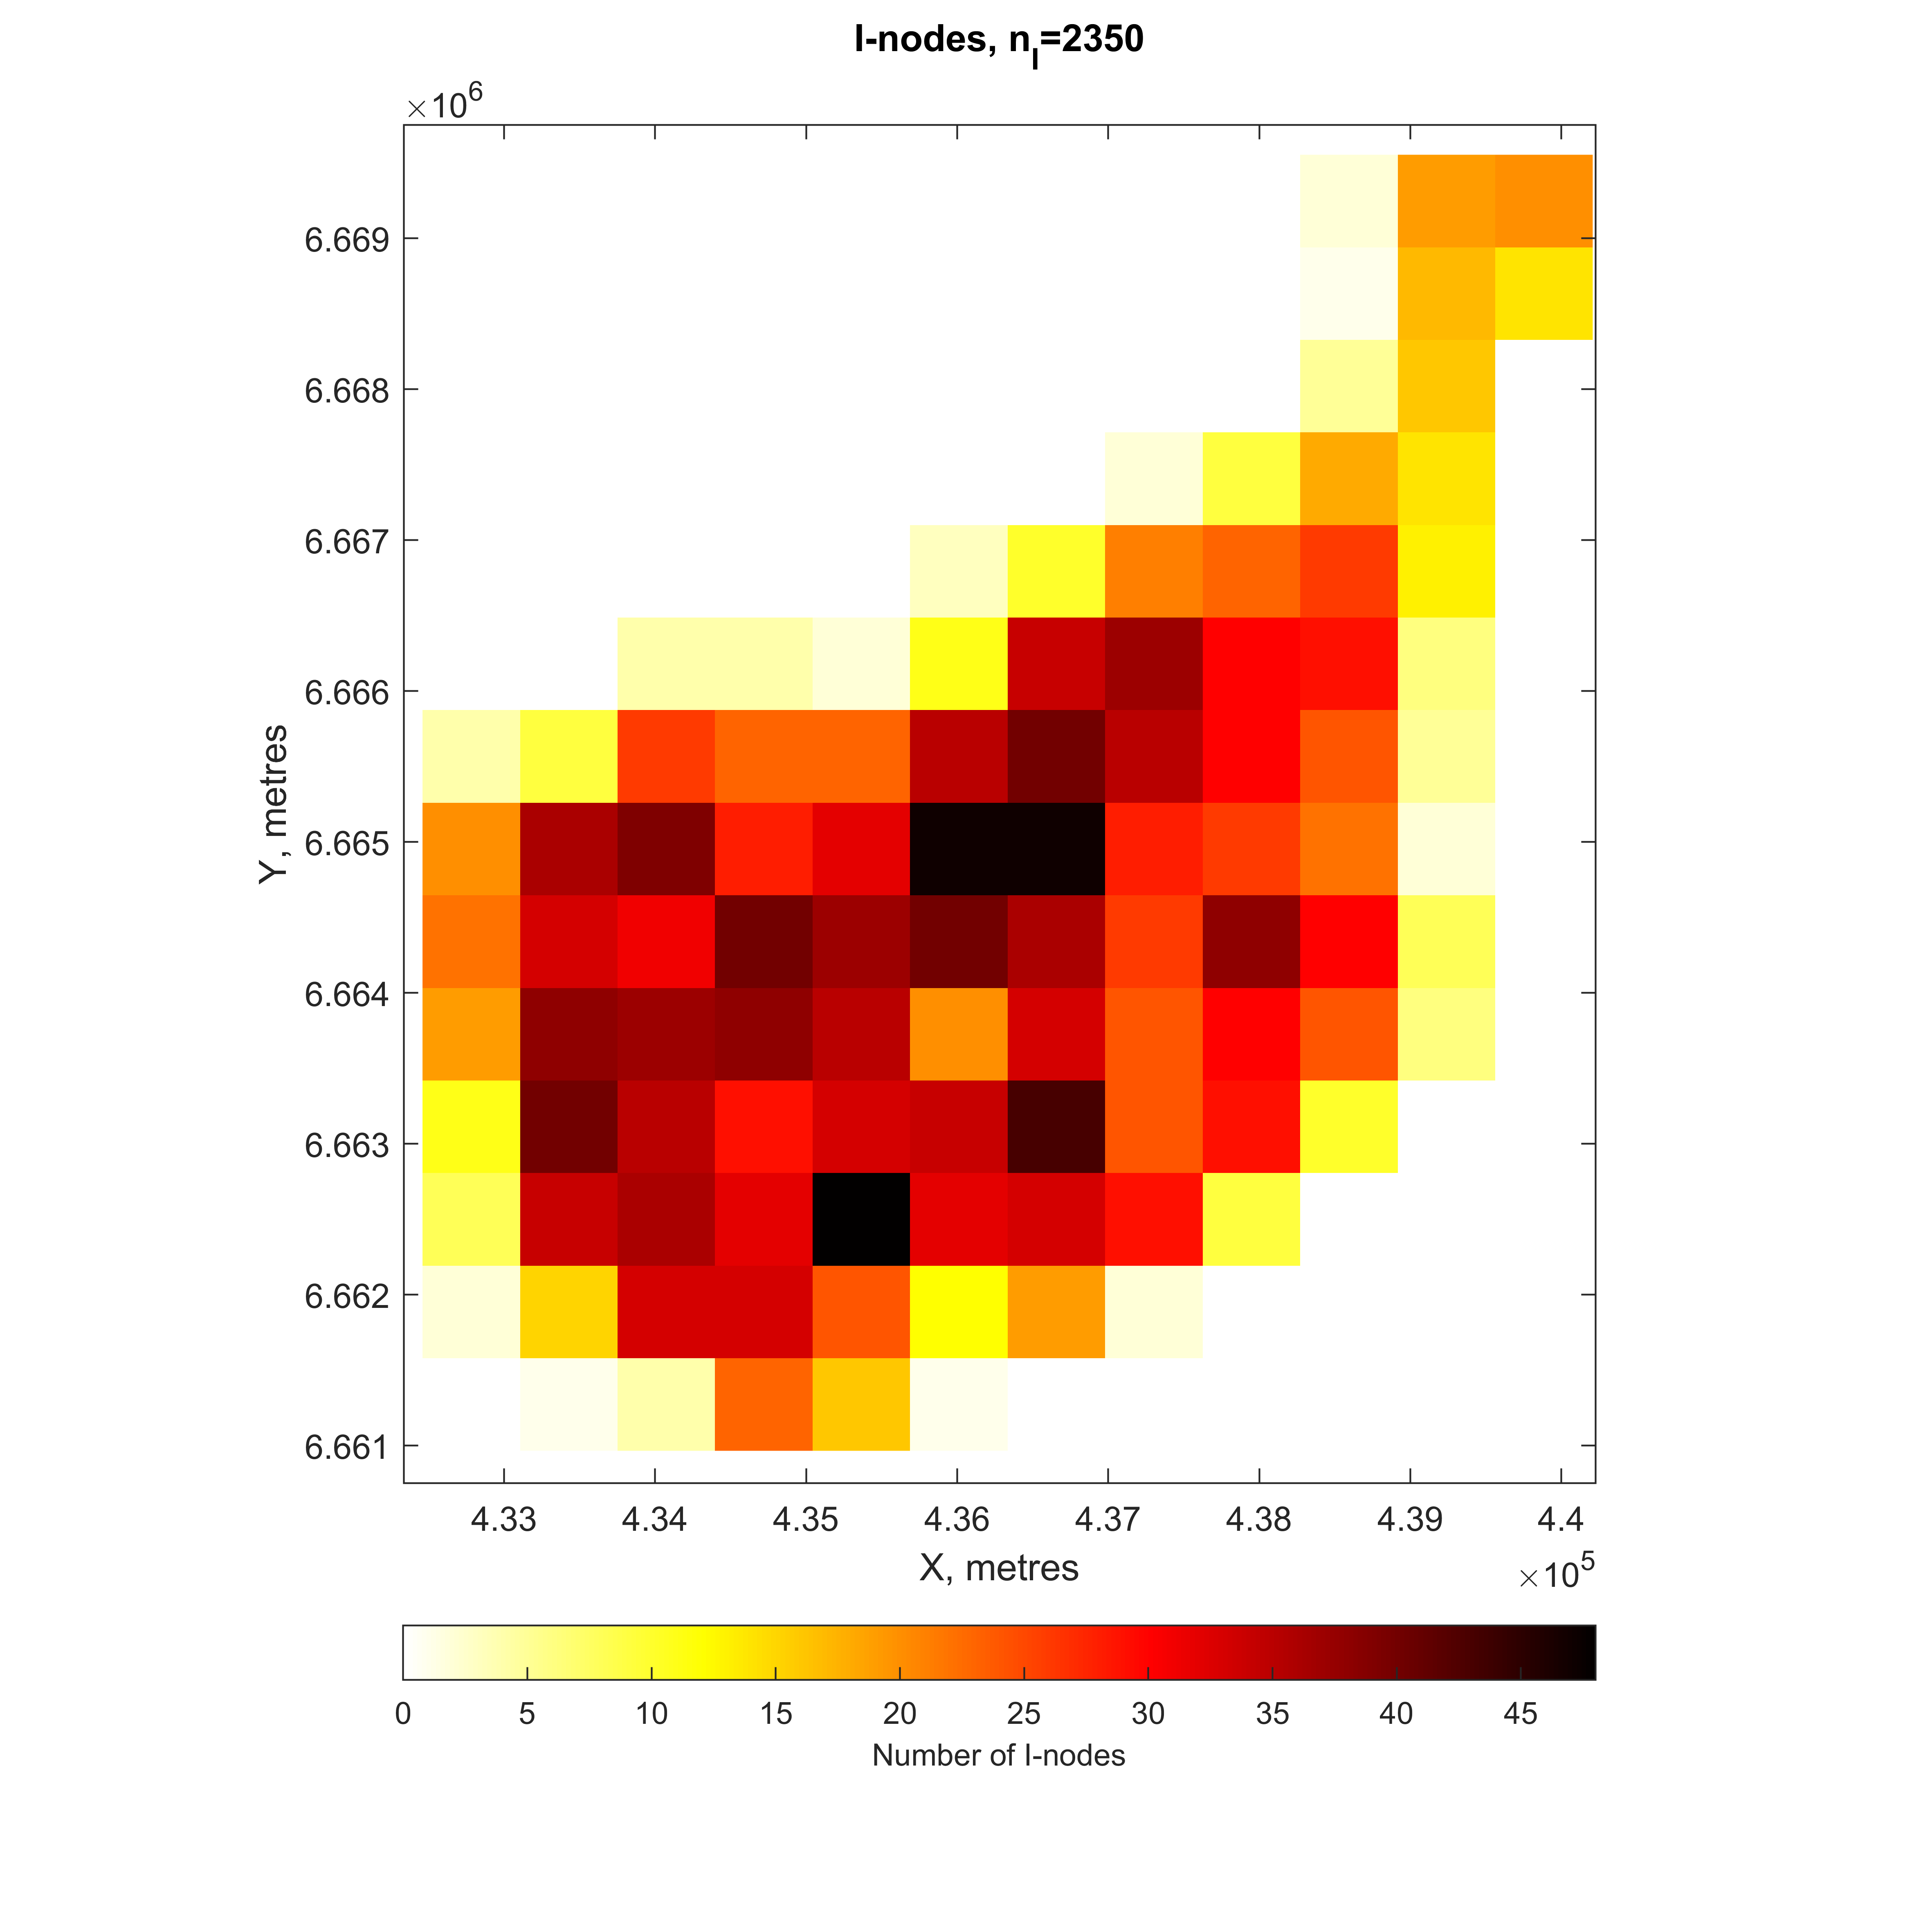 I-nodes, n_I=2350
×10^6
6.669
6.668
6.667
6.666
6.665
6.664
6.663
6.662
6.661
Y, metres
4.33 4.34 4.35 4.36 4.37 4.38 4.39 4.4
X, metres
×10^5
0 5 10 15 20 25 30 35 40 45
Number of I-nodes